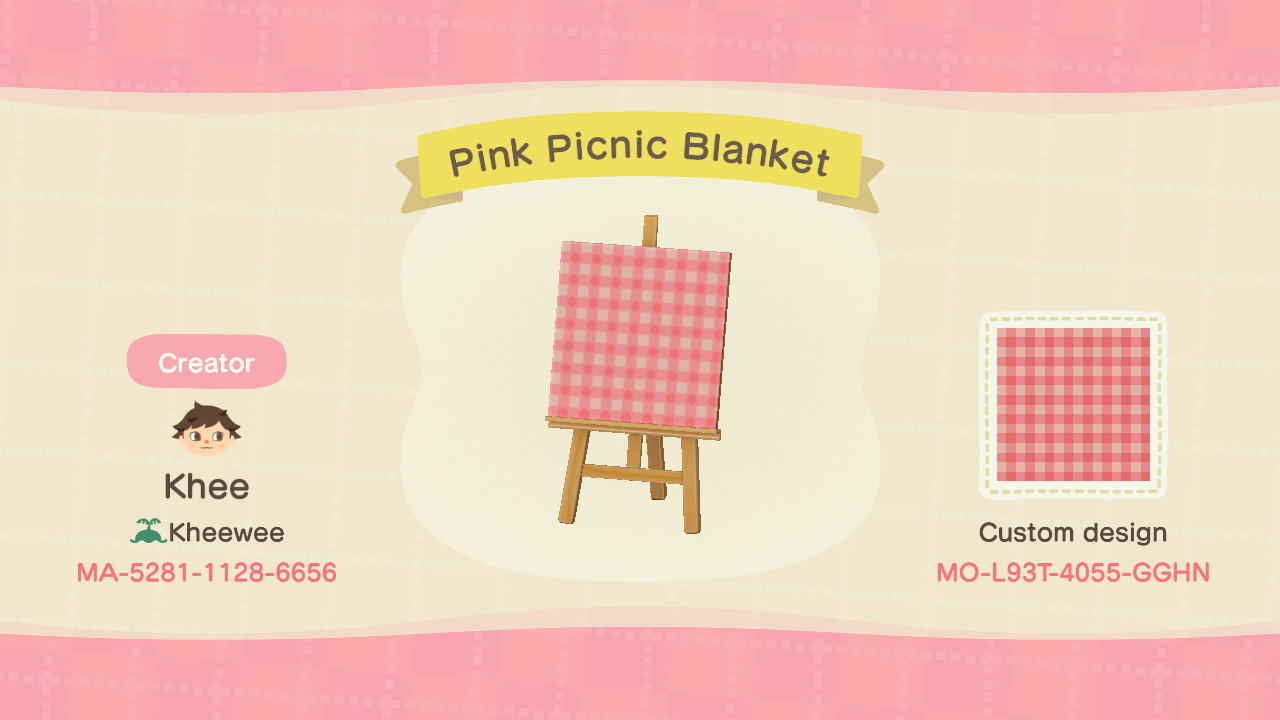 Pink Picnic Blanket
Creator
Khee
Kheewee
MA-5281-1128-6656
Custom design
MO-L93T-4055-GGHN